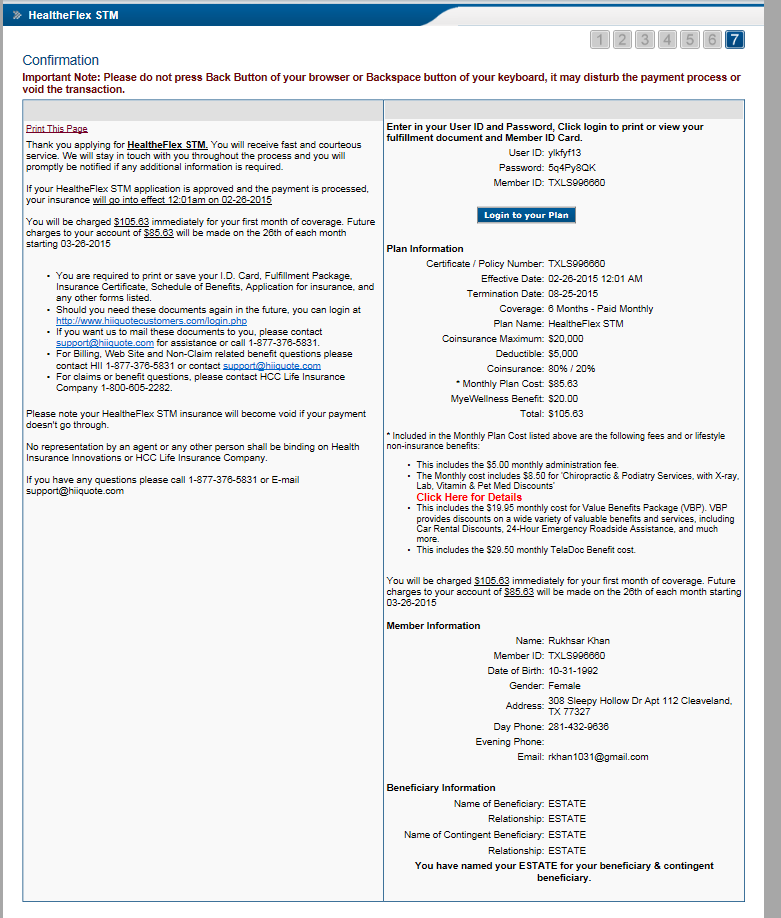 HealtheFlex STM
1 2 3 4 5 6 7
Confirmation
Important Note: Please do not press Back Button of your browser or Backspace button of your keyboard, it may disturb the payment process or
void the transaction.
Print This Page
Thank you applying for HealtheFlex STM. You will receive fast and courteous
service. We will stay in touch with you throughout the process and you will
promptly be notified if any additional information is required.
If your HealtheFlex STM application is approved and the payment is processed,
your insurance will go into effect 12:01am on 02-26-2015
You will be charged $105.63 immediately for your first month of coverage. Future
charges to your account of $85.63 will be made on the 26th of each month
starting 03-26-2015
• You are required to print or save your I.D. Card, Fulfillment Package,
Insurance Certificate, Schedule of Benefits, Application for insurance, and
any other forms listed.
• Should you need these documents again in the future, you can login at
http://www.hiiquotecustomers.com/login.php
• If you want us to mail these documents to you, please contact
support@hiiquote.com for assistance or call 1-877-376-5831.
• For Billing, Web Site and Non-Claim related benefit questions please
contact HII 1-877-376-5831 or contact support@hiiquote.com
• For claims or benefit questions, please contact HCC Life Insurance
Company 1-800-605-2282.
Please note your HealtheFlex STM insurance will become void if your payment
doesn't go through.
No representation by an agent or any other person shall be binding on Health
Insurance Innovations or HCC Life Insurance Company.
If you have any questions please call 1-877-376-5831 or E-mail
support@hiiquote.com
Enter in your User ID and Password, Click login to print or view your
fulfillment document and Member ID Card.
User ID: ylkfyf13
Password: 5q4Py8QK
Member ID: TXLS996660
Login to your Plan
Plan Information
Certificate / Policy Number: TXLS996660
Effective Date: 02-26-2015 12:01 AM
Termination Date: 08-25-2015
Coverage: 6 Months - Paid Monthly
Plan Name: HealtheFlex STM
Coinsurance Maximum: $20,000
Deductible: $5,000
Coinsurance: 80% / 20%
* Monthly Plan Cost: $85.63
MyeWellness Benefit: $20.00
Total: $105.63
* Included in the Monthly Plan Cost listed above are the following fees and or lifestyle
non-insurance benefits:
• This includes the $5.00 monthly administration fee.
• The Monthly cost includes $8.50 for 'Chiropractic & Podiatry Services, with X-ray,
Lab, Vitamin & Pet Med Discounts'
Click Here for Details
• This includes the $19.95 monthly cost for Value Benefits Package (VBP). VBP
provides discounts on a wide variety of valuable benefits and services, including
Car Rental Discounts, 24-Hour Emergency Roadside Assistance, and much
more.
• This includes the $29.50 monthly TelaDoc Benefit cost.
You will be charged $105.63 immediately for your first month of coverage. Future
charges to your account of $85.63 will be made on the 26th of each month starting
03-26-2015
Member Information
Name: Rukhsar Khan
Member ID: TXLS996660
Date of Birth: 10-31-1992
Gender: Female
Address: 308 Sleepy Hollow Dr Apt 112 Cleaveland,
TX 77327
Day Phone: 281-432-9636
Evening Phone:
Email: rkhan1031@gmail.com
Beneficiary Information
Name of Beneficiary: ESTATE
Relationship: ESTATE
Name of Contingent Beneficiary: ESTATE
Relationship: ESTATE
You have named your ESTATE for your beneficiary & contingent
beneficiary.